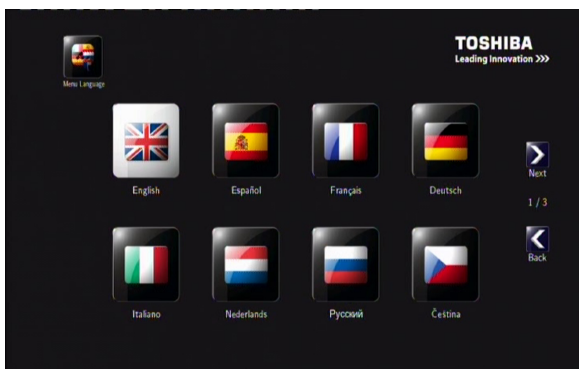 TOSHIBA
Leading Innovation >>>
Menu Language
English
Español
Français
Deutsch
Next
1 / 3
Italiano
Nederlands
Русский
Čeština
Back